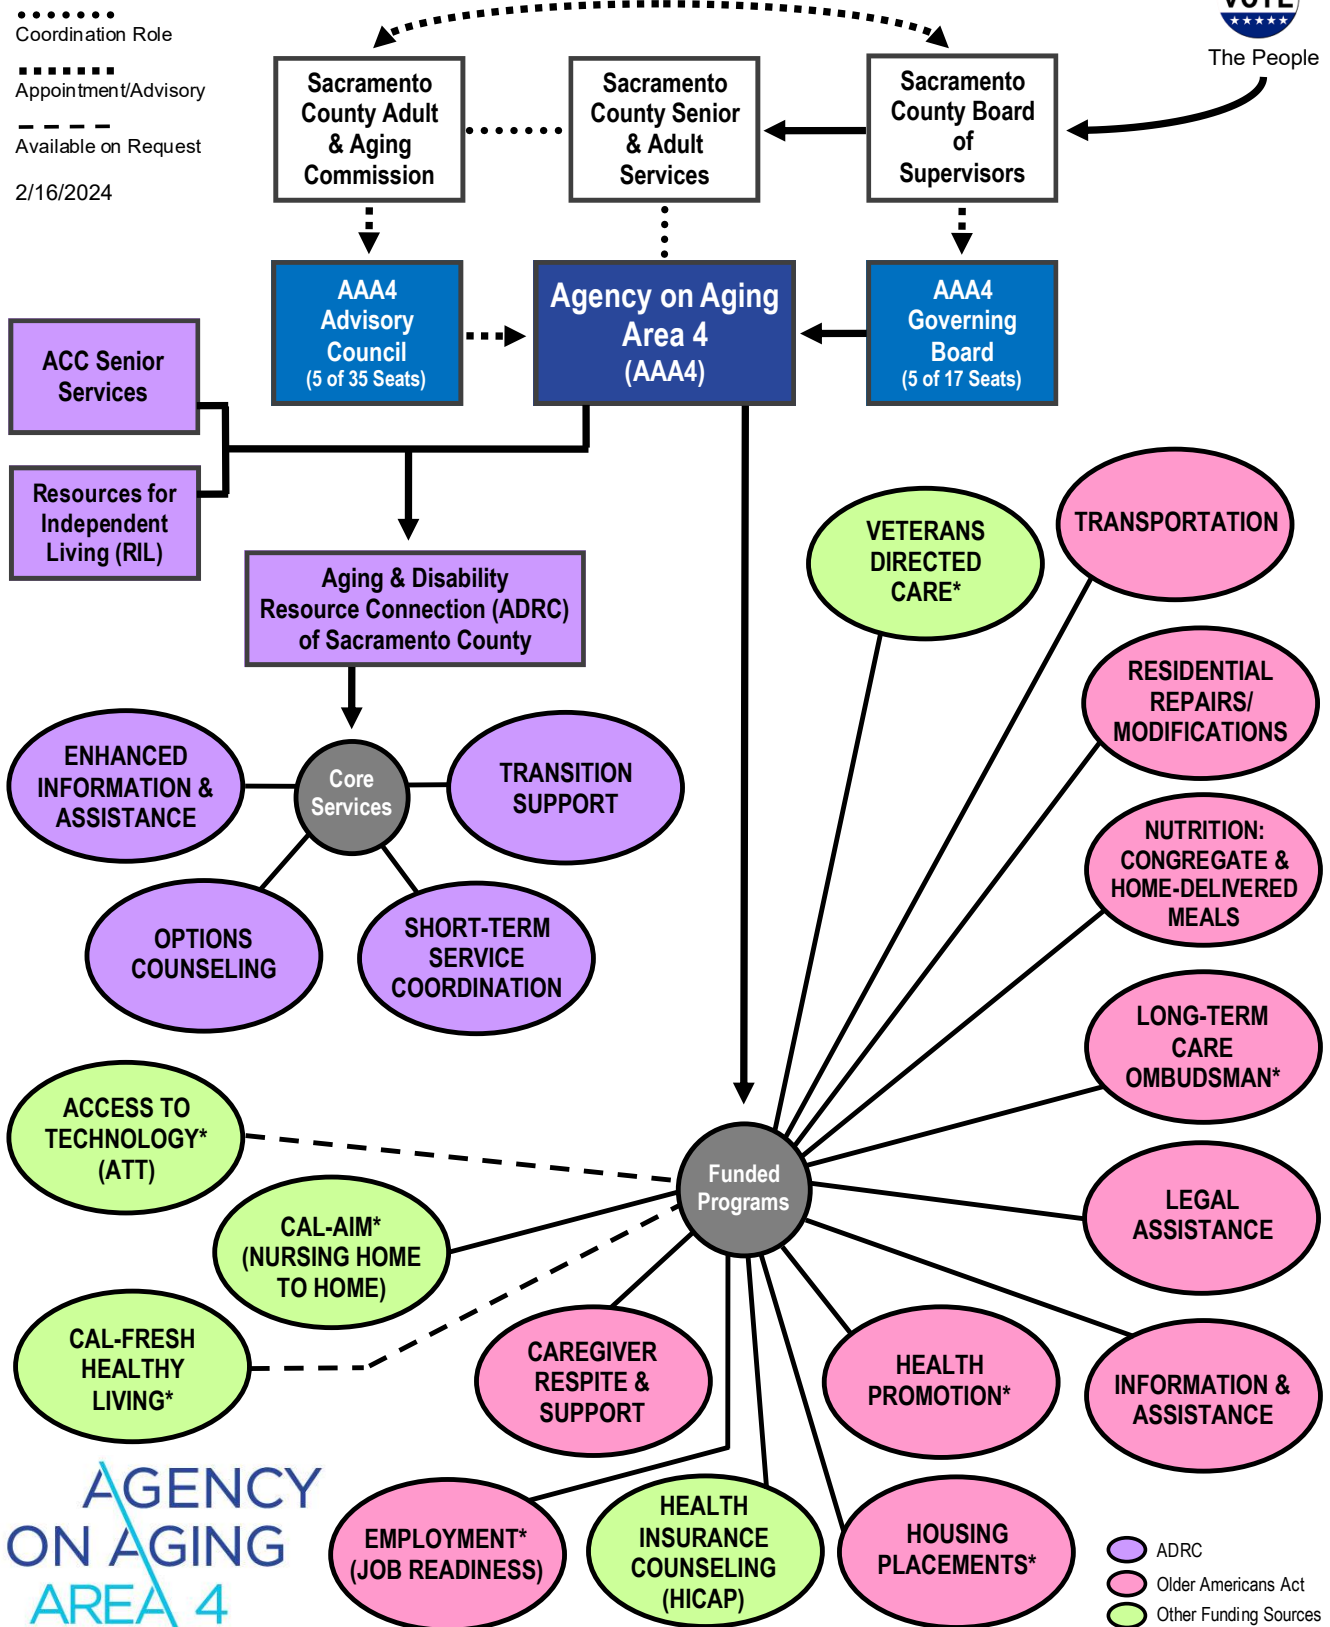 VOTE
The People
Coordination Role
Appointment/Advisory
Available on Request
2/16/2024
Sacramento
County Adult
& Aging
Commission
Sacramento
County Senior
& Adult
Services
Sacramento
County Board
of
Supervisors
AAA4
Advisory
Council
(5 of 35 Seats)
Agency on Aging
Area 4
(AAA4)
AAA4
Governing
Board
(5 of 17 Seats)
ACC Senior
Services
Resources for
Independent
Living (RIL)
Aging & Disability
Resource Connection (ADRC)
of Sacramento County
Core
Services
ENHANCED
INFORMATION &
ASSISTANCE
TRANSITION
SUPPORT
OPTIONS
COUNSELING
SHORT-TERM
SERVICE
COORDINATION
VETERANS
DIRECTED
CARE*
TRANSPORTATION
RESIDENTIAL
REPAIRS/
MODIFICATIONS
NUTRITION:
CONGREGATE &
HOME-DELIVERED
MEALS
LONG-TERM
CARE
OMBUDSMAN*
LEGAL
ASSISTANCE
INFORMATION &
ASSISTANCE
Funded
Programs
ACCESS TO
TECHNOLOGY*
(ATT)
CAL-AIM*
(NURSING HOME
TO HOME)
CAL-FRESH
HEALTHY
LIVING*
CAREGIVER
RESPITE &
SUPPORT
HEALTH
PROMOTION*
EMPLOYMENT*
(JOB READINESS)
HEALTH
INSURANCE
COUNSELING
(HICAP)
HOUSING
PLACEMENTS*
AGENCY
ON AGING
AREA 4
ADRC
Older Americans Act
Other Funding Sources